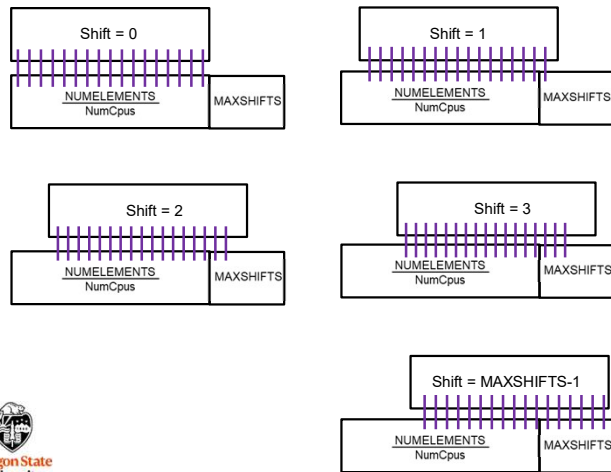 Shift = 0
NUMELEMENTS
NumCpus
MAXSHIFTS
Shift = 1
NUMELEMENTS
NumCpus
MAXSHIFTS
Shift = 2
NUMELEMENTS
NumCpus
MAXSHIFTS
Shift = 3
NUMELEMENTS
NumCpus
MAXSHIFTS
Shift = MAXSHIFTS-1
NUMELEMENTS
NumCpus
MAXSHIFTS
gon State